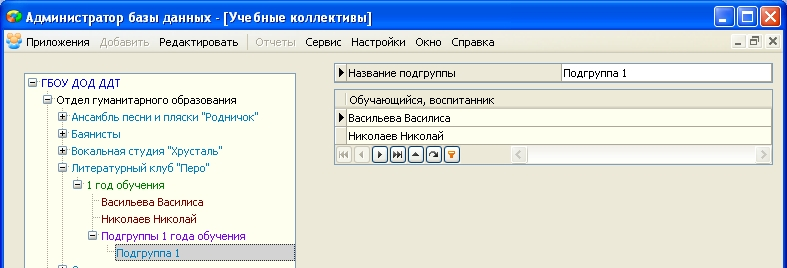 Администратор базы данных - [Учебные коллективы]
Приложения Добавить Редактировать Отчеты Сервис Настройки Окно Справка
ГБОУ ДОД ДДТ
Отдел гуманитарного образования
Ансамбль песни и пляски "Родничок"
Баянисты
Вокальная студия "Хрусталь"
Литературный клуб "Перо"
1 год обучения
Васильева Василиса
Николаев Николай
Подгруппы 1 года обучения
Подгруппа 1
Название подгруппы Подгруппа 1
Обучающийся, воспитанник
Васильева Василиса
Николаев Николай